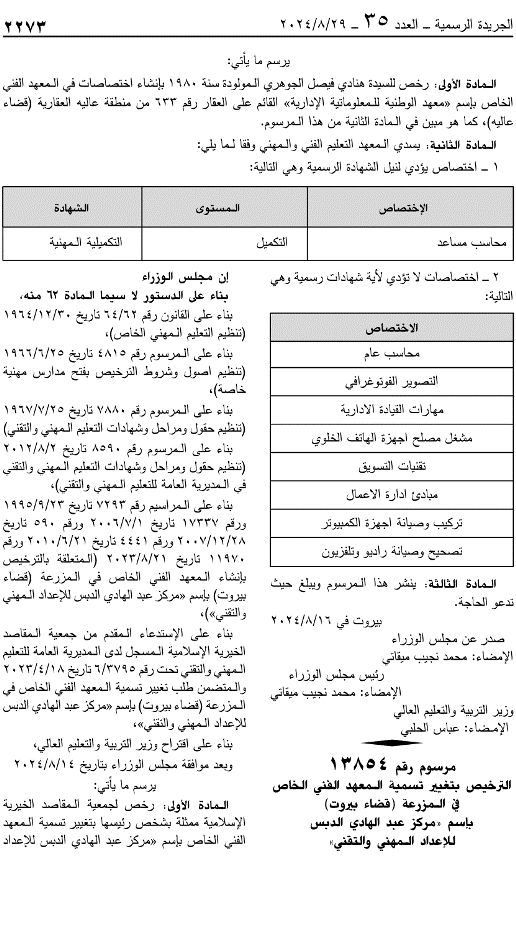 الجريدة الرسمية ــ العدد ٣٥ ــ ٢٠٢٤/٨/٢٩
٢٢٧٣
يرسم ما يأتي:
المادة الأولى: رخص للسيدة هنادي فيصل الجوهري المولودة سنة ١٩٨٠ بإنشاء اختصاصات في المعهد الفني
الخاص بإسم «معهد الوطنية للمعلوماتية الإدارية» القائم على العقار رقم ٦٣٣ من منطقة عاليه العقارية (قضاء
عاليه)، كما هو مبين في المادة الثانية من هذا المرسوم.
المادة الثانية: يسدي المعهد التعليم الفني والمهني وفقا لما يلي:
١ ــ اختصاص يؤدي لنيل الشهادة الرسمية وهي التالية:
الإختصاص
المستوى
الشهادة
محاسب مساعد
التكميل
التكميلية المهنية
٢ ــ اختصاصات لا تؤدي لأية شهادات رسمية وهي
التالية:
الاختصاص
محاسب عام
التصوير الفوتوغرافي
مهارات القيادة الادارية
مشغل مصلح اجهزة الهاتف الخلوي
تقنيات التسويق
مبادئ ادارة الاعمال
تركيب وصيانة اجهزة الكمبيوتر
تصحيح وصيانة راديو وتلفزيون
المادة الثالثة: ينشر هذا المرسوم ويبلغ حيث
تدعو الحاجة.
بيروت في ٢٠٢٤/٨/١٦
صدر عن مجلس الوزراء
الإمضاء: محمد نجيب ميقاتي
رئيس مجلس الوزراء
الإمضاء: محمد نجيب ميقاتي
وزير التربية والتعليم العالي
الإمضاء: عباس الحلبي
مرسوم رقم ١٣٨٥٤
الترخيص بتغيير تسمية المعهد الفني الخاص
في المزرعة (قضاء بيروت)
بإسم «مركز عبد الهادي الدبس
للإعداد المهني والتقني»
إن مجلس الوزراء
بناء على الدستور لا سيما المادة ٦٢ منه،
بناء على القانون رقم ٦٤/٦٢ تاريخ ١٩٦٤/١٢/٣٠
(تنظيم التعليم المهني الخاص)،
بناء على المرسوم رقم ٤٨١٥ تاريخ ١٩٦٦/٦/٢٥
(تنظيم اصول وشروط الترخيص بفتح مدارس مهنية
خاصة)،
بناء على المرسوم رقم ٧٨٨٠ تاريخ ١٩٦٧/٧/٢٥
(تنظيم حقول ومراحل وشهادات التعليم المهني والتقني)
بناء على المرسوم رقم ٨٥٩٠ تاريخ ٢٠١٢/٨/٢
(تنظيم حقول ومراحل وشهادات التعليم المهني والتقني
في المديرية العامة للتعليم المهني والتقني)،
بناء على المراسيم رقم ٧٢٩٣ تاريخ ١٩٩٥/٩/٢٣
ورقم ١٧٣٣٧ تاريخ ٢٠٠٦/٧/١ ورقم ٥٩٠ تاريخ
٢٠٠٧/١٢/٢٨ ورقم ٤٤٤١ تاريخ ٢٠١٠/٦/٢١ ورقم
١١٩٧٠ تاريخ ٢٠٢٣/٨/٢١ (المتعلقة بالترخيص
بإنشاء المعهد الفني الخاص في المزرعة (قضاء
بيروت) بإسم «مركز عبد الهادي الدبس للإعداد المهني
والتقني»)،
بناء على الإستدعاء المقدم من جمعية المقاصد
الخيرية الإسلامية المسجل لدى المديرية العامة للتعليم
المهني والتقني تحت رقم ٦/٣٧٩٥ تاريخ ٢٠٢٣/٤/١٨
والمتضمن طلب تغيير تسمية المعهد الفني الخاص في
المزرعة (قضاء بيروت) بإسم «مركز عبد الهادي الدبس
للإعداد المهني والتقني»،
بناء على اقتراح وزير التربية والتعليم العالي،
وبعد موافقة مجلس الوزراء بتاريخ ٢٠٢٤/٨/١٤
يرسم ما يأتي:
المادة الأولى: رخص لجمعية المقاصد الخيرية
الإسلامية ممثلة بشخص رئيسها بتغيير تسمية المعهد
الفني الخاص بإسم «مركز عبد الهادي الدبس للإعداد